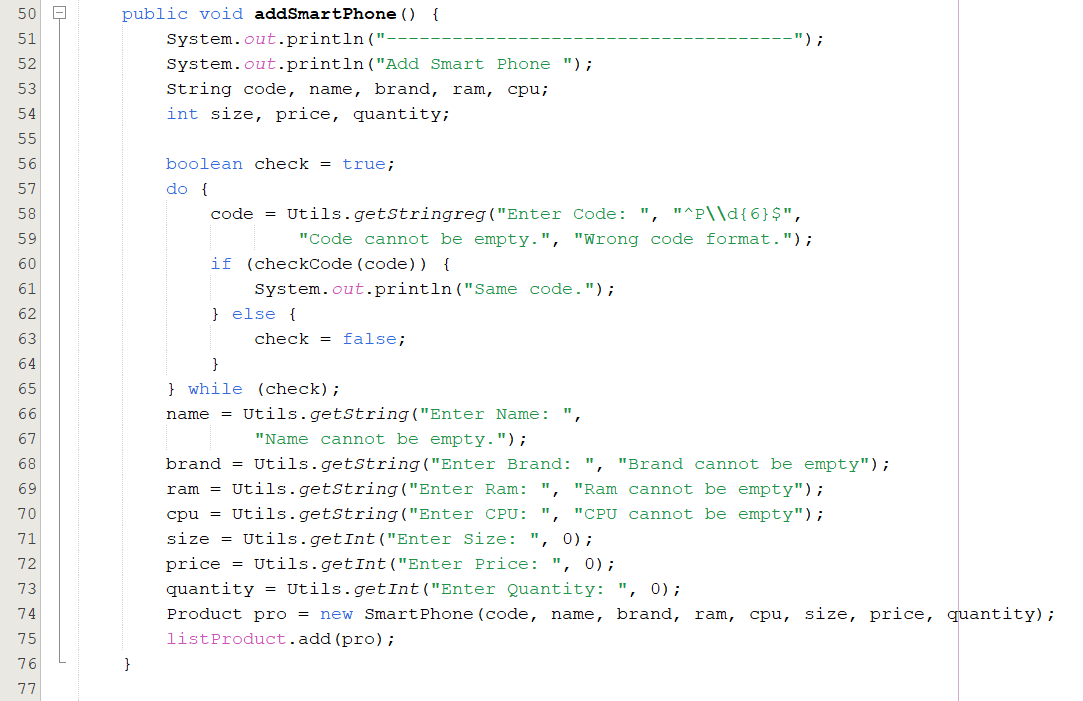 50 public void addSmartPhone() {
51 System.out.println("-------------------------------------");
52 System.out.println("Add Smart Phone ");
53 String code, name, brand, ram, cpu;
54 int size, price, quantity;
55
56 boolean check = true;
57 do {
58 code = Utils.getStringreg("Enter Code: ", "^P\\d{6}$",
59 "Code cannot be empty.", "Wrong code format.");
60 if (checkCode(code)) {
61 System.out.println("Same code.");
62 } else {
63 check = false;
64 }
65 } while (check);
66 name = Utils.getString("Enter Name: ",
67 "Name cannot be empty.");
68 brand = Utils.getString("Enter Brand: ", "Brand cannot be empty");
69 ram = Utils.getString("Enter Ram: ", "Ram cannot be empty");
70 cpu = Utils.getString("Enter CPU: ", "CPU cannot be empty");
71 size = Utils.getInt("Enter Size: ", 0);
72 price = Utils.getInt("Enter Price: ", 0);
73 quantity = Utils.getInt("Enter Quantity: ", 0);
74 Product pro = new SmartPhone(code, name, brand, ram, cpu, size, price, quantity);
75 listProduct.add(pro);
76 }
77